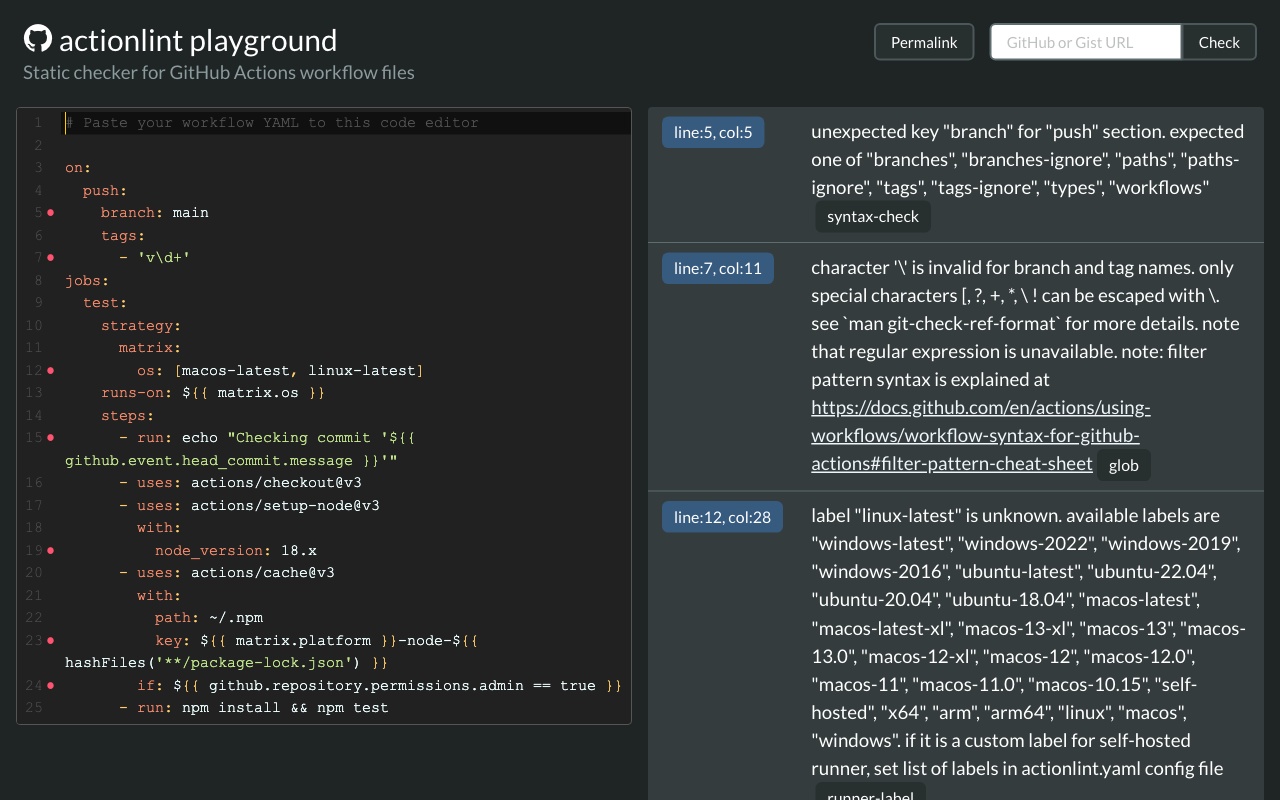 actionlint playground
Static checker for GitHub Actions workflow files
Permalink
GitHub or Gist URL
Check
1 # Paste your workflow YAML to this code editor
2
3 on:
4 push:
5 branch: main
6 tags:
7 - 'v\d+'
8 jobs:
9 test:
10 strategy:
11 matrix:
12 os: [macos-latest, linux-latest]
13 runs-on: ${{ matrix.os }}
14 steps:
15 - run: echo "Checking commit '${{
github.event.head_commit.message }}'"
16 - uses: actions/checkout@v3
17 - uses: actions/setup-node@v3
18 with:
19 node_version: 18.x
20 - uses: actions/cache@v3
21 with:
22 path: ~/.npm
23 key: ${{ matrix.platform }}-node-${{
hashFiles('**/package-lock.json') }}
24 if: ${{ github.repository.permissions.admin == true }}
25 - run: npm install && npm test
line:5, col:5
unexpected key "branch" for "push" section. expected
one of "branches", "branches-ignore", "paths", "paths-
ignore", "tags", "tags-ignore", "types", "workflows"
syntax-check
line:7, col:11
character '\' is invalid for branch and tag names. only
special characters [, ?, +, *, \ ! can be escaped with \.
see `man git-check-ref-format` for more details. note
that regular expression is unavailable. note: filter
pattern syntax is explained at
https://docs.github.com/en/actions/using-
workflows/workflow-syntax-for-github-
actions#filter-pattern-cheat-sheet glob
line:12, col:28
label "linux-latest" is unknown. available labels are
"windows-latest", "windows-2022", "windows-2019",
"windows-2016", "ubuntu-latest", "ubuntu-22.04",
"ubuntu-20.04", "ubuntu-18.04", "macos-latest",
"macos-latest-xl", "macos-13-xl", "macos-13", "macos-
13.0", "macos-12-xl", "macos-12", "macos-12.0",
"macos-11", "macos-11.0", "macos-10.15", "self-
hosted", "x64", "arm", "arm64", "linux", "macos",
"windows". if it is a custom label for self-hosted
runner, set list of labels in actionlint.yaml config file
runner-label